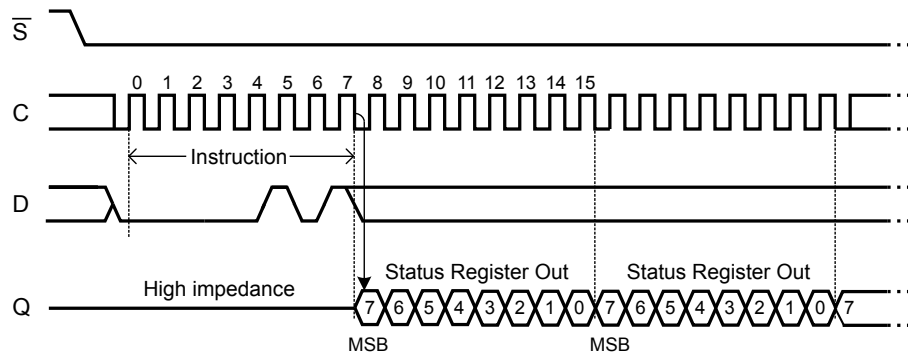 S
0 1 2 3 4 5 6 7 8 9 10 11 12 13 14 15
C
Instruction
D
Status Register Out Status Register Out
High impedance
Q 7 6 5 4 3 2 1 0 7 6 5 4 3 2 1 0 7
MSB MSB